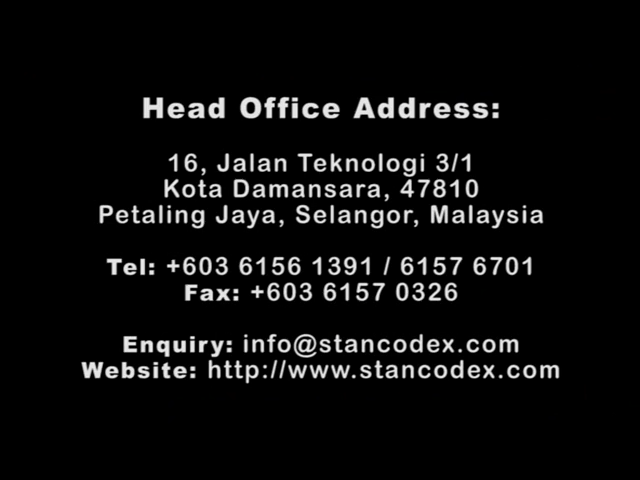 Head Office Address:
16, Jalan Teknologi 3/1
Kota Damansara, 47810
Petaling Jaya, Selangor, Malaysia
Tel: +603 6156 1391 / 6157 6701
Fax: +603 6157 0326
Enquiry: info@stancodex.com
Website: http://www.stancodex.com